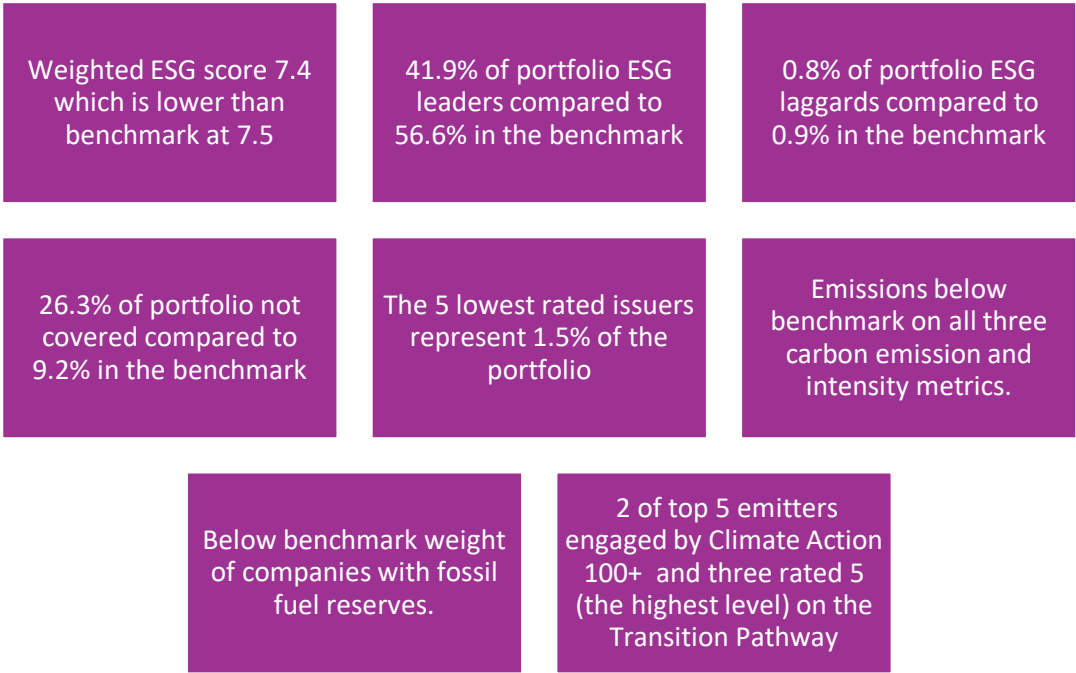 Weighted ESG score 7.4
which is lower than
benchmark at 7.5
41.9% of portfolio ESG
leaders compared to
56.6% in the benchmark
0.8% of portfolio ESG
laggards compared to
0.9% in the benchmark
26.3% of portfolio not
covered compared to
9.2% in the benchmark
The 5 lowest rated issuers
represent 1.5% of the
portfolio
Emissions below
benchmark on all three
carbon emission and
intensity metrics.
Below benchmark weight
of companies with fossil
fuel reserves.
2 of top 5 emitters
engaged by Climate Action
100+ and three rated 5
(the highest level) on the
Transition Pathway